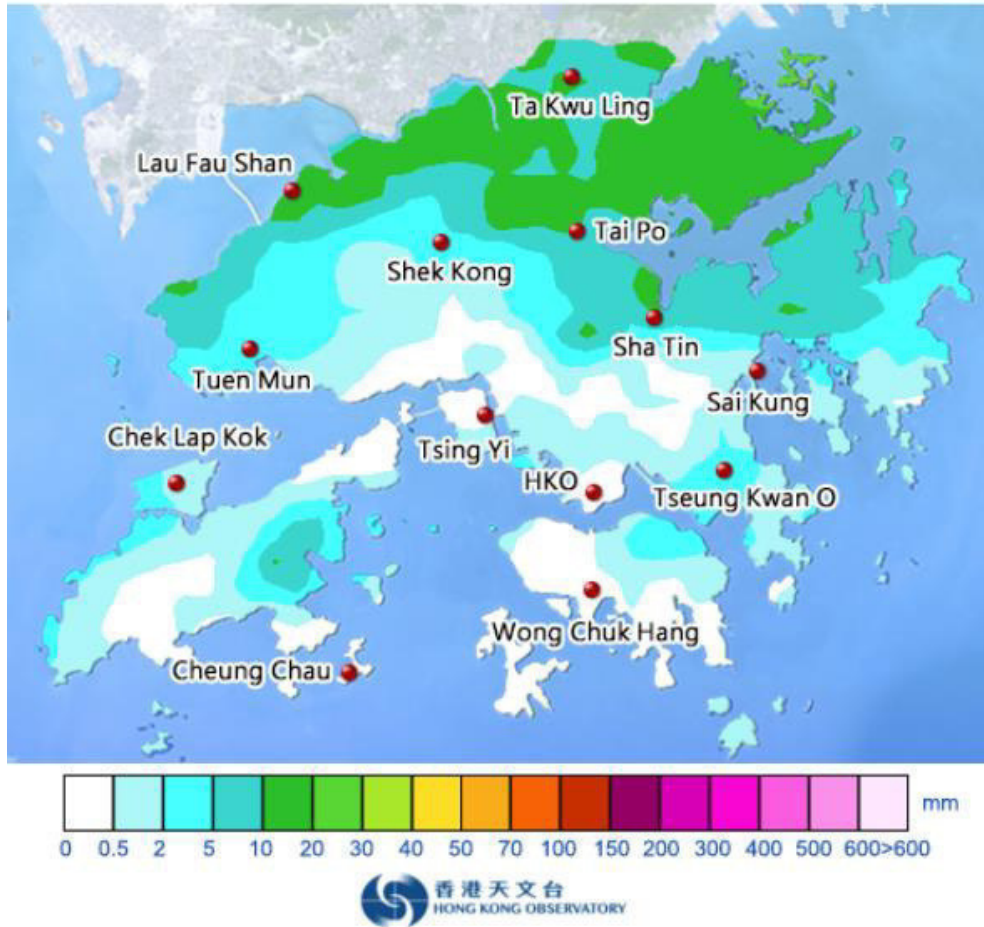 Ta Kwu Ling
Lau Fau Shan
Tai Po
Shek Kong
Sha Tin
Tuen Mun
Sai Kung
Chek Lap Kok
Tsing Yi
HKO
Tseung Kwan O
Wong Chuk Hang
Cheung Chau
mm
0 0.5 2 5 10 20 30 40 50 70 100 150 200 300 400 500 600>600
香港天文台
HONG KONG OBSERVATORY